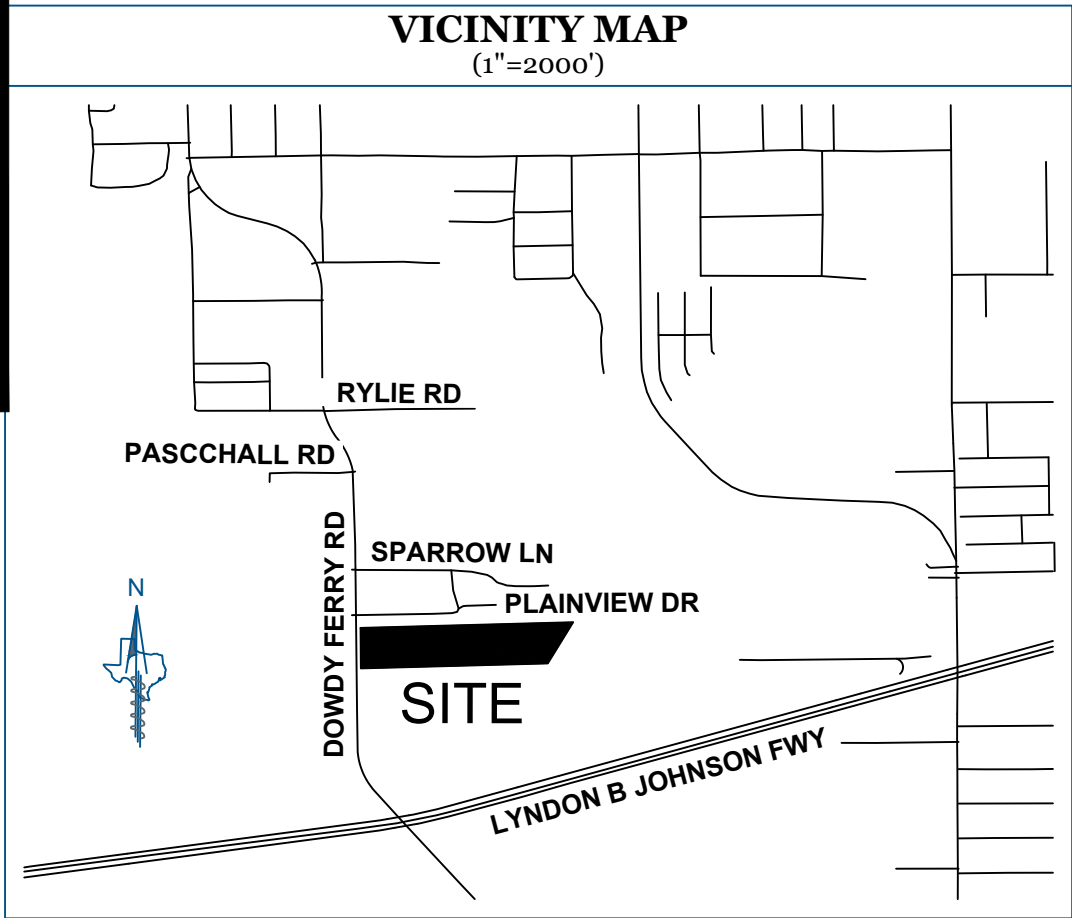 VICINITY MAP
(1"=2000')
RYLIE RD
PASCCHALL RD
DOWDY FERRY RD
SPARROW LN
N
PLAINVIEW DR
SITE
LYNDON B JOHNSON FWY